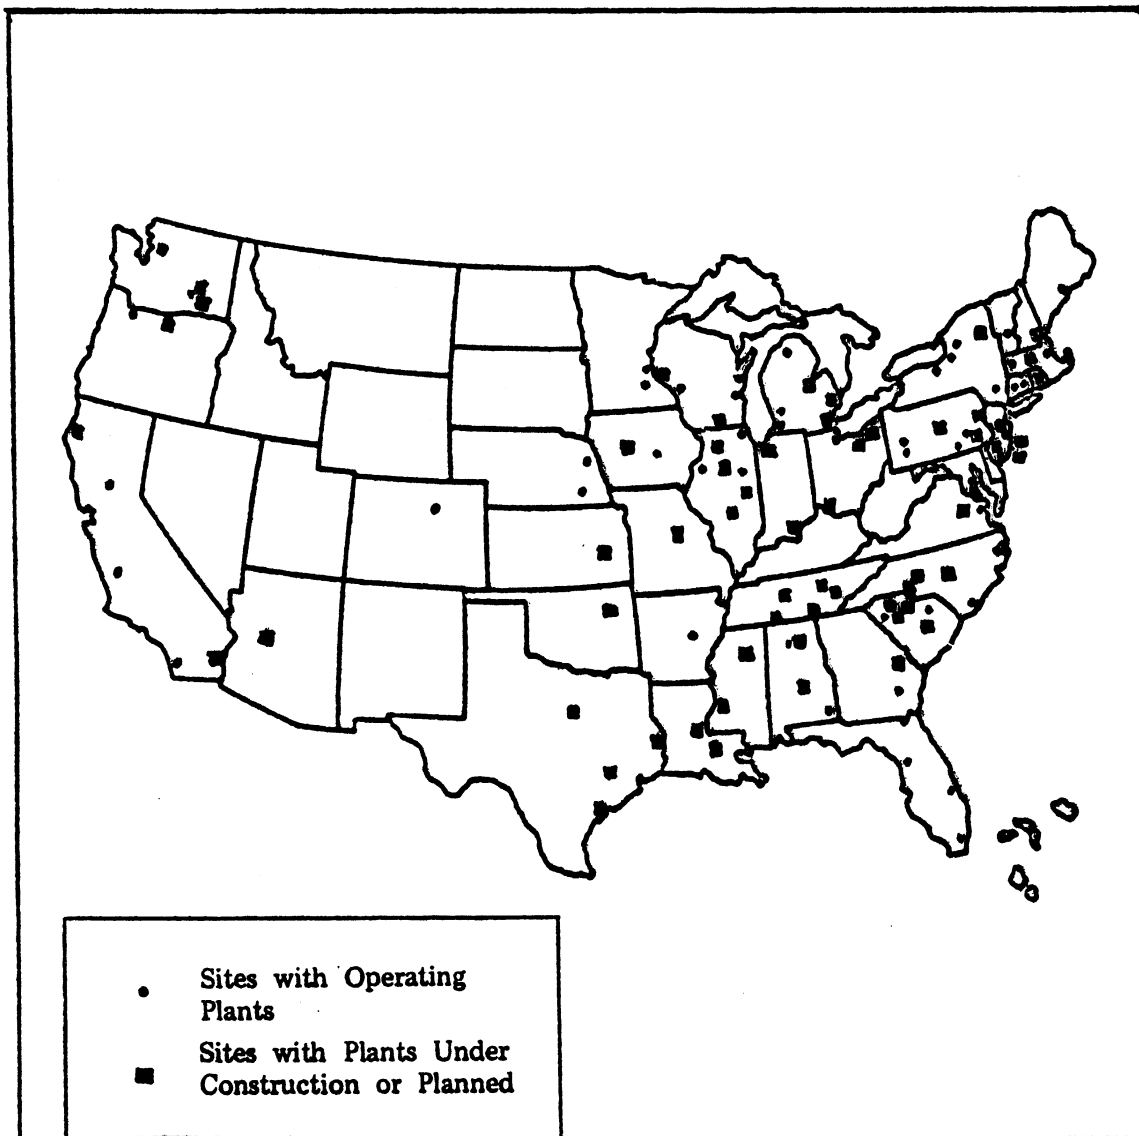 Sites with Operating
Plants
Sites with Plants Under
Construction or Planned